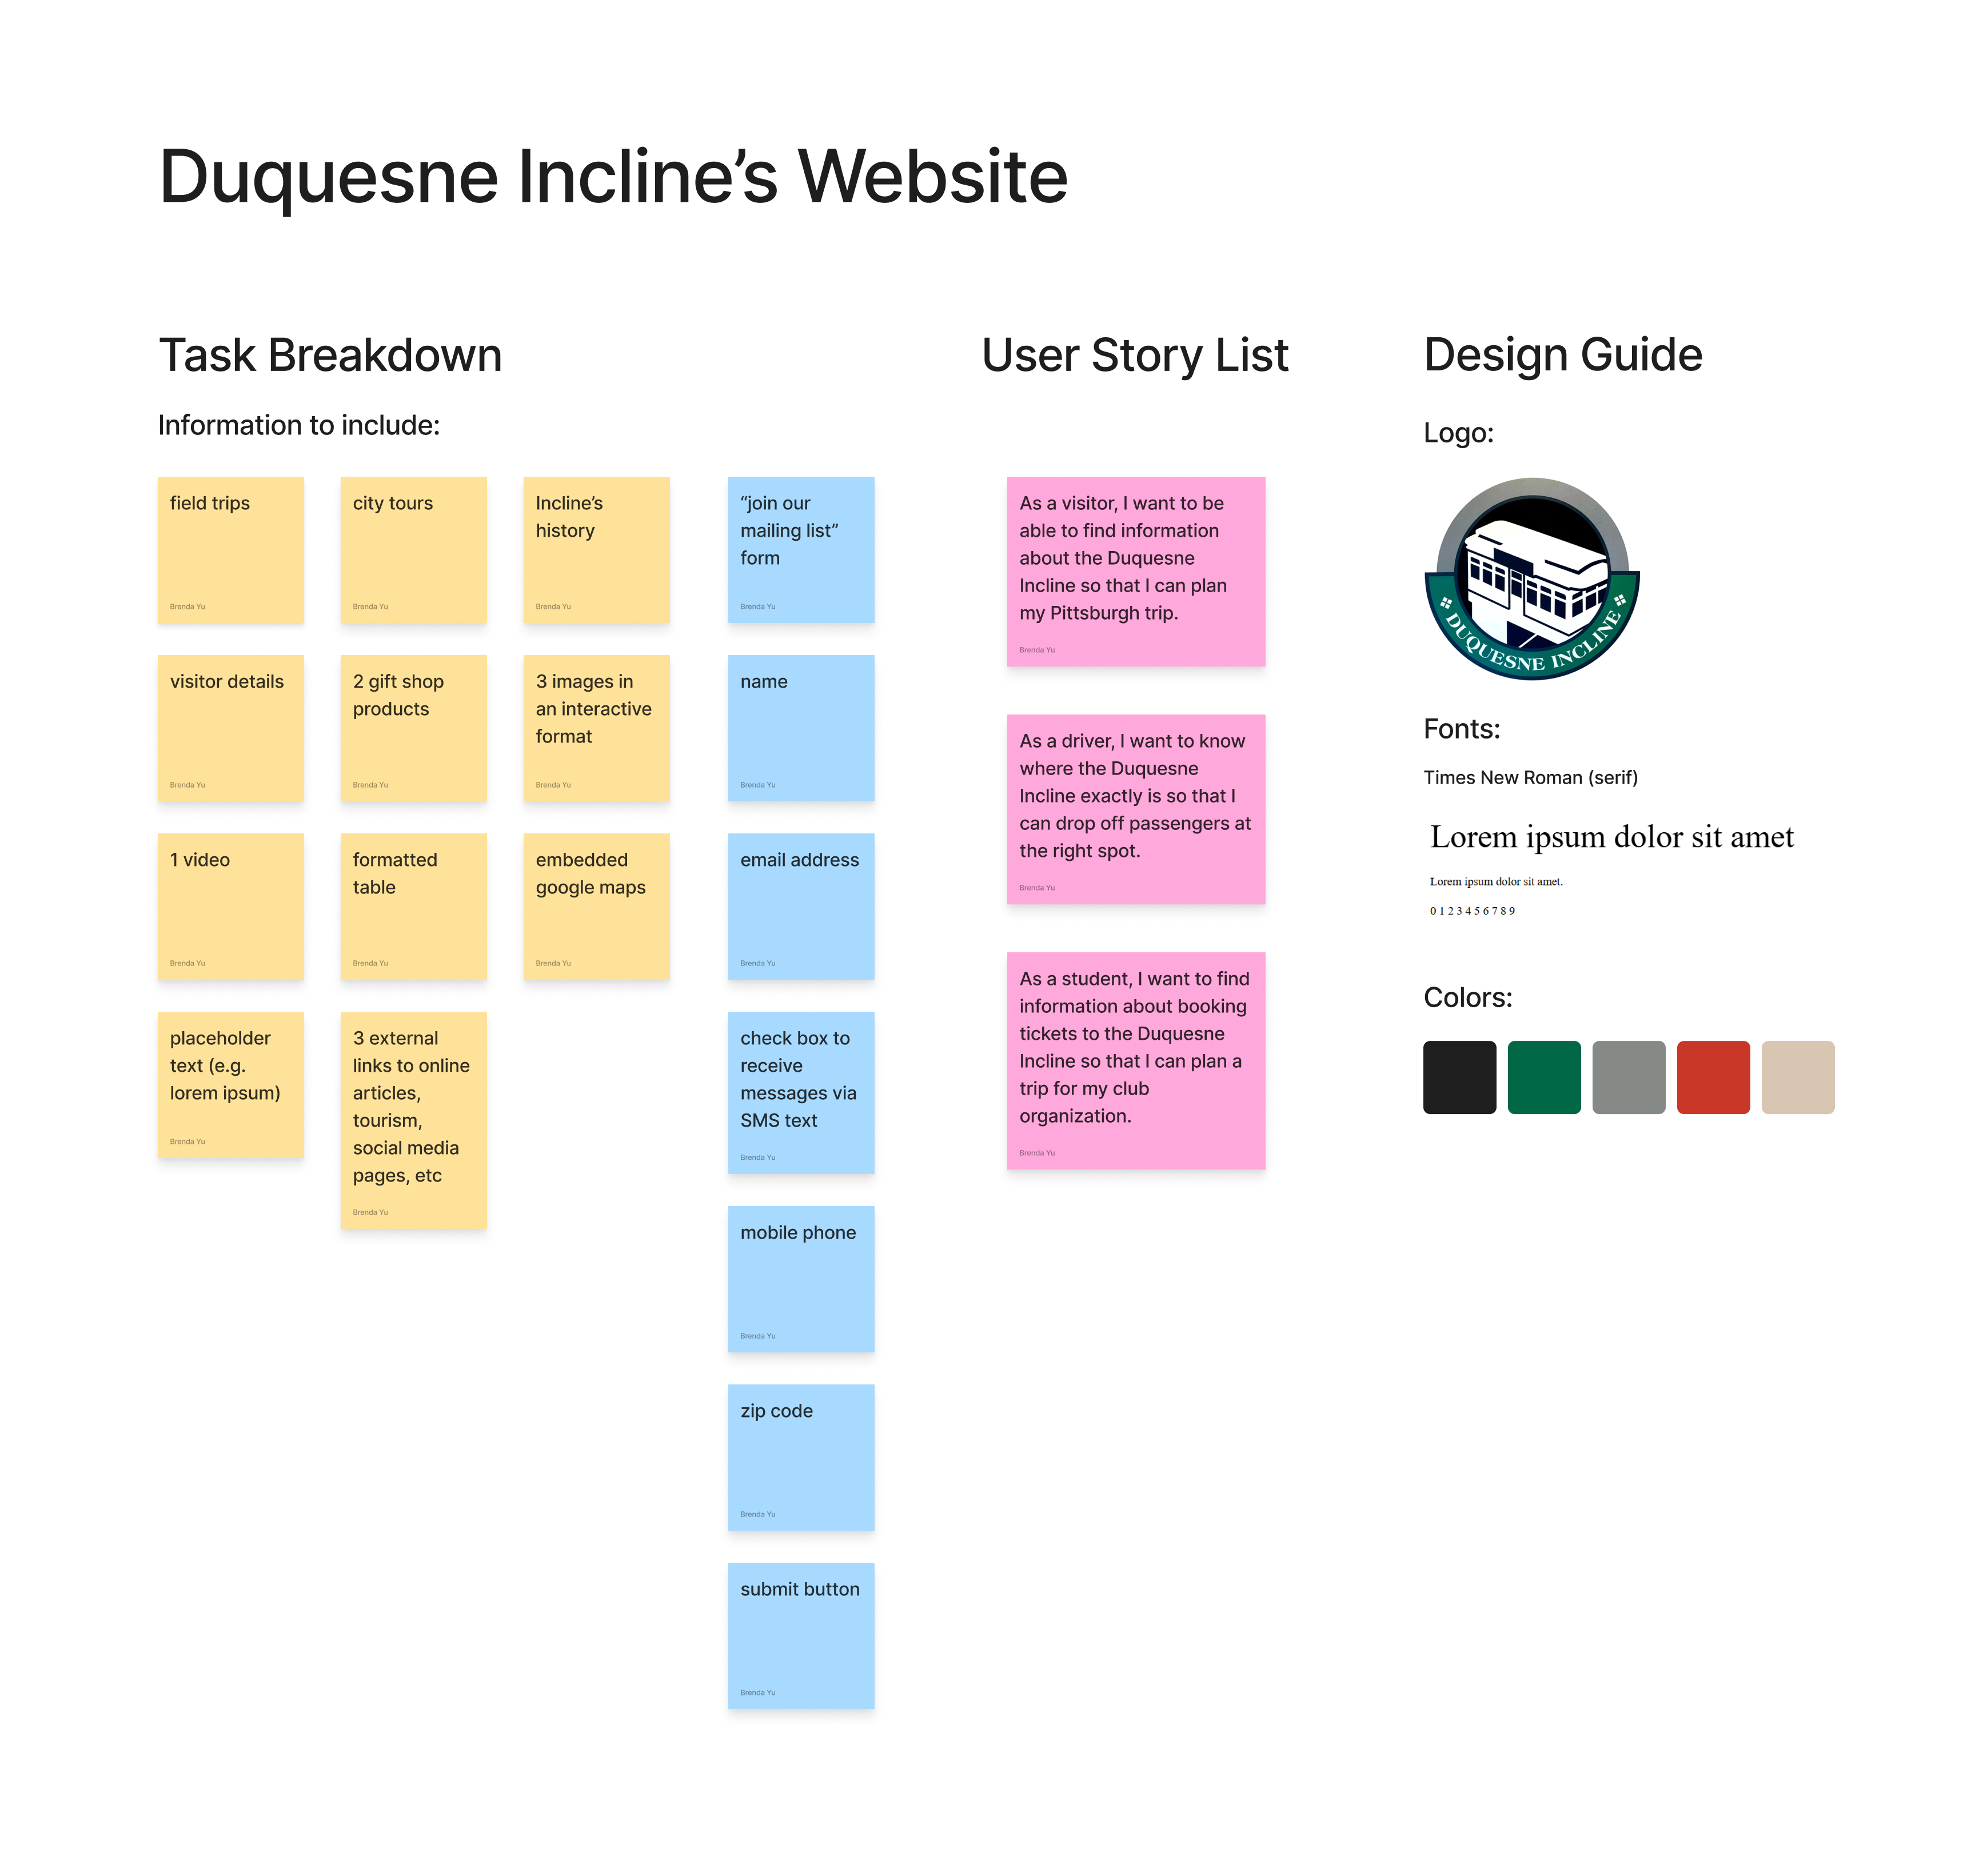 Duquesne Incline’s Website
Task Breakdown
Information to include:
field trips
Brenda Yu
city tours
Brenda Yu
Incline’s
history
Brenda Yu
“join our
mailing list”
form
Brenda Yu
visitor details
Brenda Yu
2 gift shop
products
Brenda Yu
3 images in
an interactive
format
Brenda Yu
name
Brenda Yu
1 video
Brenda Yu
formatted
table
Brenda Yu
embedded
google maps
Brenda Yu
email address
Brenda Yu
placeholder
text (e.g.
lorem ipsum)
Brenda Yu
3 external
links to online
articles,
tourism,
social media
pages, etc
Brenda Yu
check box to
receive
messages via
SMS text
Brenda Yu
mobile phone
Brenda Yu
zip code
Brenda Yu
submit button
Brenda Yu
User Story List
As a visitor, I want to be
able to find information
about the Duquesne
Incline so that I can plan
my Pittsburgh trip.
Brenda Yu
As a driver, I want to know
where the Duquesne
Incline exactly is so that I
can drop off passengers at
the right spot.
Brenda Yu
As a student, I want to find
information about booking
tickets to the Duquesne
Incline so that I can plan a
trip for my club
organization.
Brenda Yu
Design Guide
Logo:
DUQUESNE INCLINE
Fonts:
Times New Roman (serif)
Lorem ipsum dolor sit amet
Lorem ipsum dolor sit amet.
0 1 2 3 4 5 6 7 8 9
Colors: